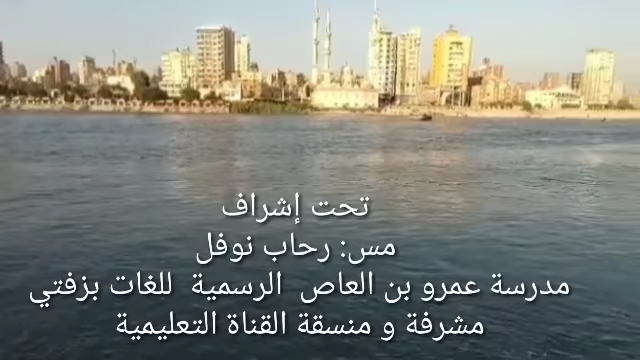 تحت إشراف
مس: رحاب نوفل
مدرسة عمرو بن العاص الرسمية للغات بزفتي
مشرفة و منسقة القناة التعليمية